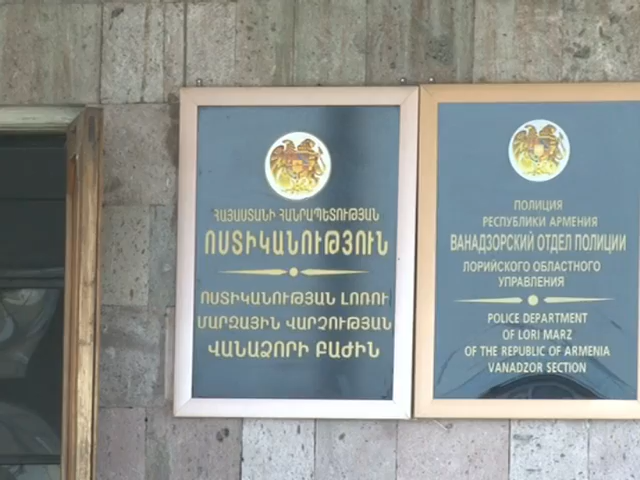 ՀԱՅԱՍՏԱՆԻ ՀԱՆՐԱՊԵՏՈՒԹՅԱՆ
ՈՍՏԻԿԱՆՈՒԹՅՈՒՆ
ՈՍՏԻԿԱՆՈՒԹՅԱՆ ԼՈՌՈՒ
ՄԱՐԶԱՅԻՆ ՎԱՐՉՈՒԹՅԱՆ
ՎԱՆԱՁՈՐԻ ԲԱԺԻՆ
ПОЛИЦИЯ
РЕСПУБЛИКИ АРМЕНИЯ
ВАНАДЗОРСКИЙ ОТДЕЛ ПОЛИЦИИ
ЛОРИЙСКОГО ОБЛАСТНОГО
УПРАВЛЕНИЯ
POLICE DEPARTMENT
OF LORI MARZ
OF THE REPUBLIC OF ARMENIA
VANADZOR SECTION